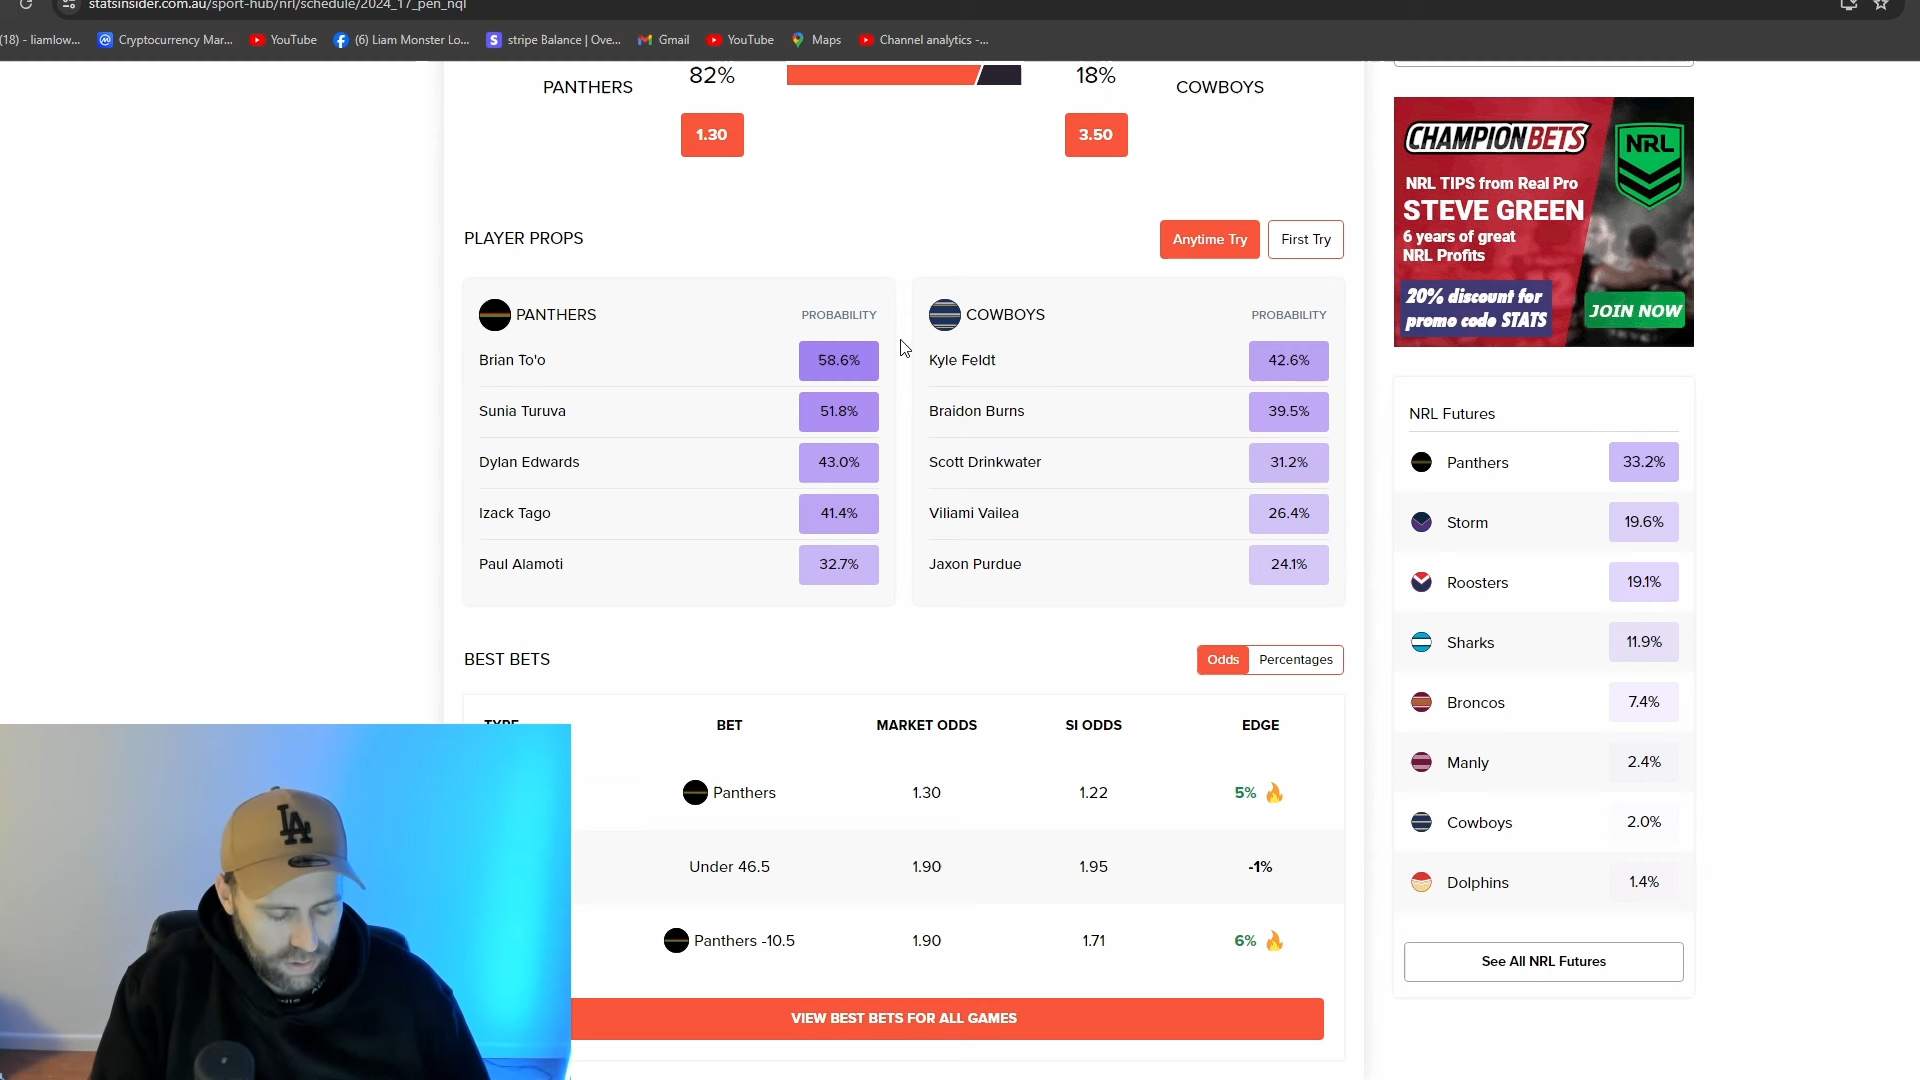 statsinsider.com.au/sport-hub/nrl/schedule/2024_17_pen_nql
(18) - liamlow...
Cryptocurrency Mar...
YouTube
(6) Liam Monster Lo...
stripe Balance | Ove...
Gmail
YouTube
Maps
Channel analytics -...
PANTHERS
82%
18%
COWBOYS
1.30
3.50
PLAYER PROPS
Anytime Try
First Try
PANTHERS
PROBABILITY
Brian To'o
58.6%
Sunia Turuva
51.8%
Dylan Edwards
43.0%
Izack Tago
41.4%
Paul Alamoti
32.7%
COWBOYS
PROBABILITY
Kyle Feldt
42.6%
Braidon Burns
39.5%
Scott Drinkwater
31.2%
Viliami Vailea
26.4%
Jaxon Purdue
24.1%
BEST BETS
Odds
Percentages
TYPE
BET
MARKET ODDS
SI ODDS
EDGE
Panthers
1.30
1.22
5%
Under 46.5
1.90
1.95
-1%
Panthers -10.5
1.90
1.71
6%
VIEW BEST BETS FOR ALL GAMES
CHAMPIONBETS
NRL
NRL TIPS from Real Pro
STEVE GREEN
6 years of great
NRL Profits
20% discount for
promo code STATS
JOIN NOW
NRL Futures
Panthers
33.2%
Storm
19.6%
Roosters
19.1%
Sharks
11.9%
Broncos
7.4%
Manly
2.4%
Cowboys
2.0%
Dolphins
1.4%
See All NRL Futures
LA